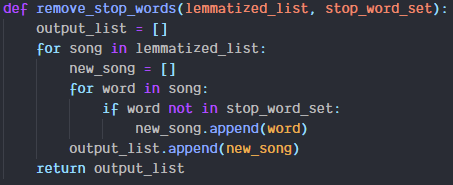 def remove_stop_words(lemmatized_list, stop_word_set):
    output_list = []
    for song in lemmatized_list:
        new_song = []
        for word in song:
            if word not in stop_word_set:
                new_song.append(word)
        output_list.append(new_song)
    return output_list